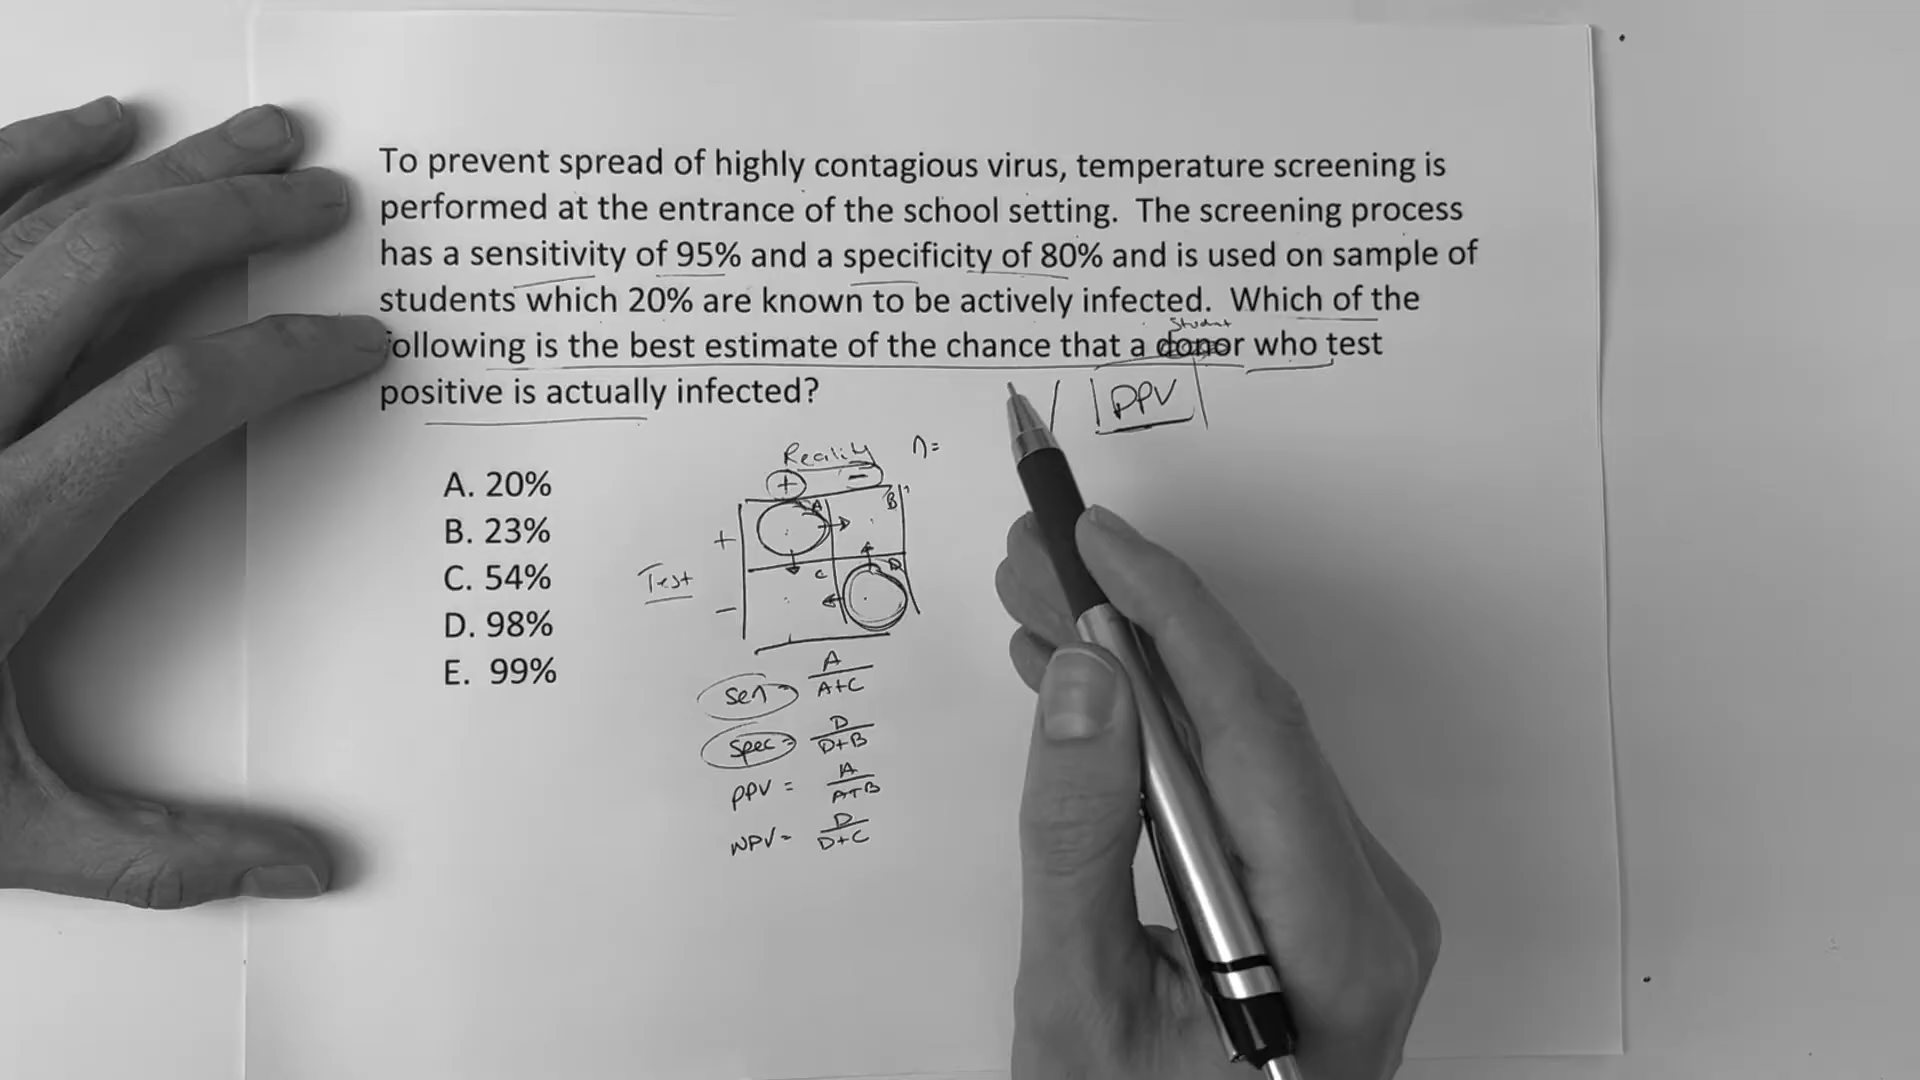 To prevent spread of highly contagious virus, temperature screening is
performed at the entrance of the school setting. The screening process
has a sensitivity of 95% and a specificity of 80% and is used on sample of
students which 20% are known to be actively infected. Which of the
student
following is the best estimate of the chance that a donor who test
positive is actually infected?
PPV
A. 20%
B. 23%
C. 54%
D. 98%
E. 99%
Reality n=
+ −
A B
+
Test
C D
−
sen = A/A+C
spec = D/D+B
PPV = A/A+B
NPV = D/D+C